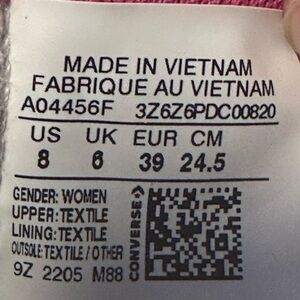 MADE IN VIETNAM
FABRIQUE AU VIETNAM
A04456F 3Z6Z6PDC00820
US UK EUR CM
8 6 39 24.5
GENDER: WOMEN
UPPER: TEXTILE
LINING: TEXTILE
OUTSOLE: TEXTILE / OTHER
9Z 2205 M88
CONVERSE